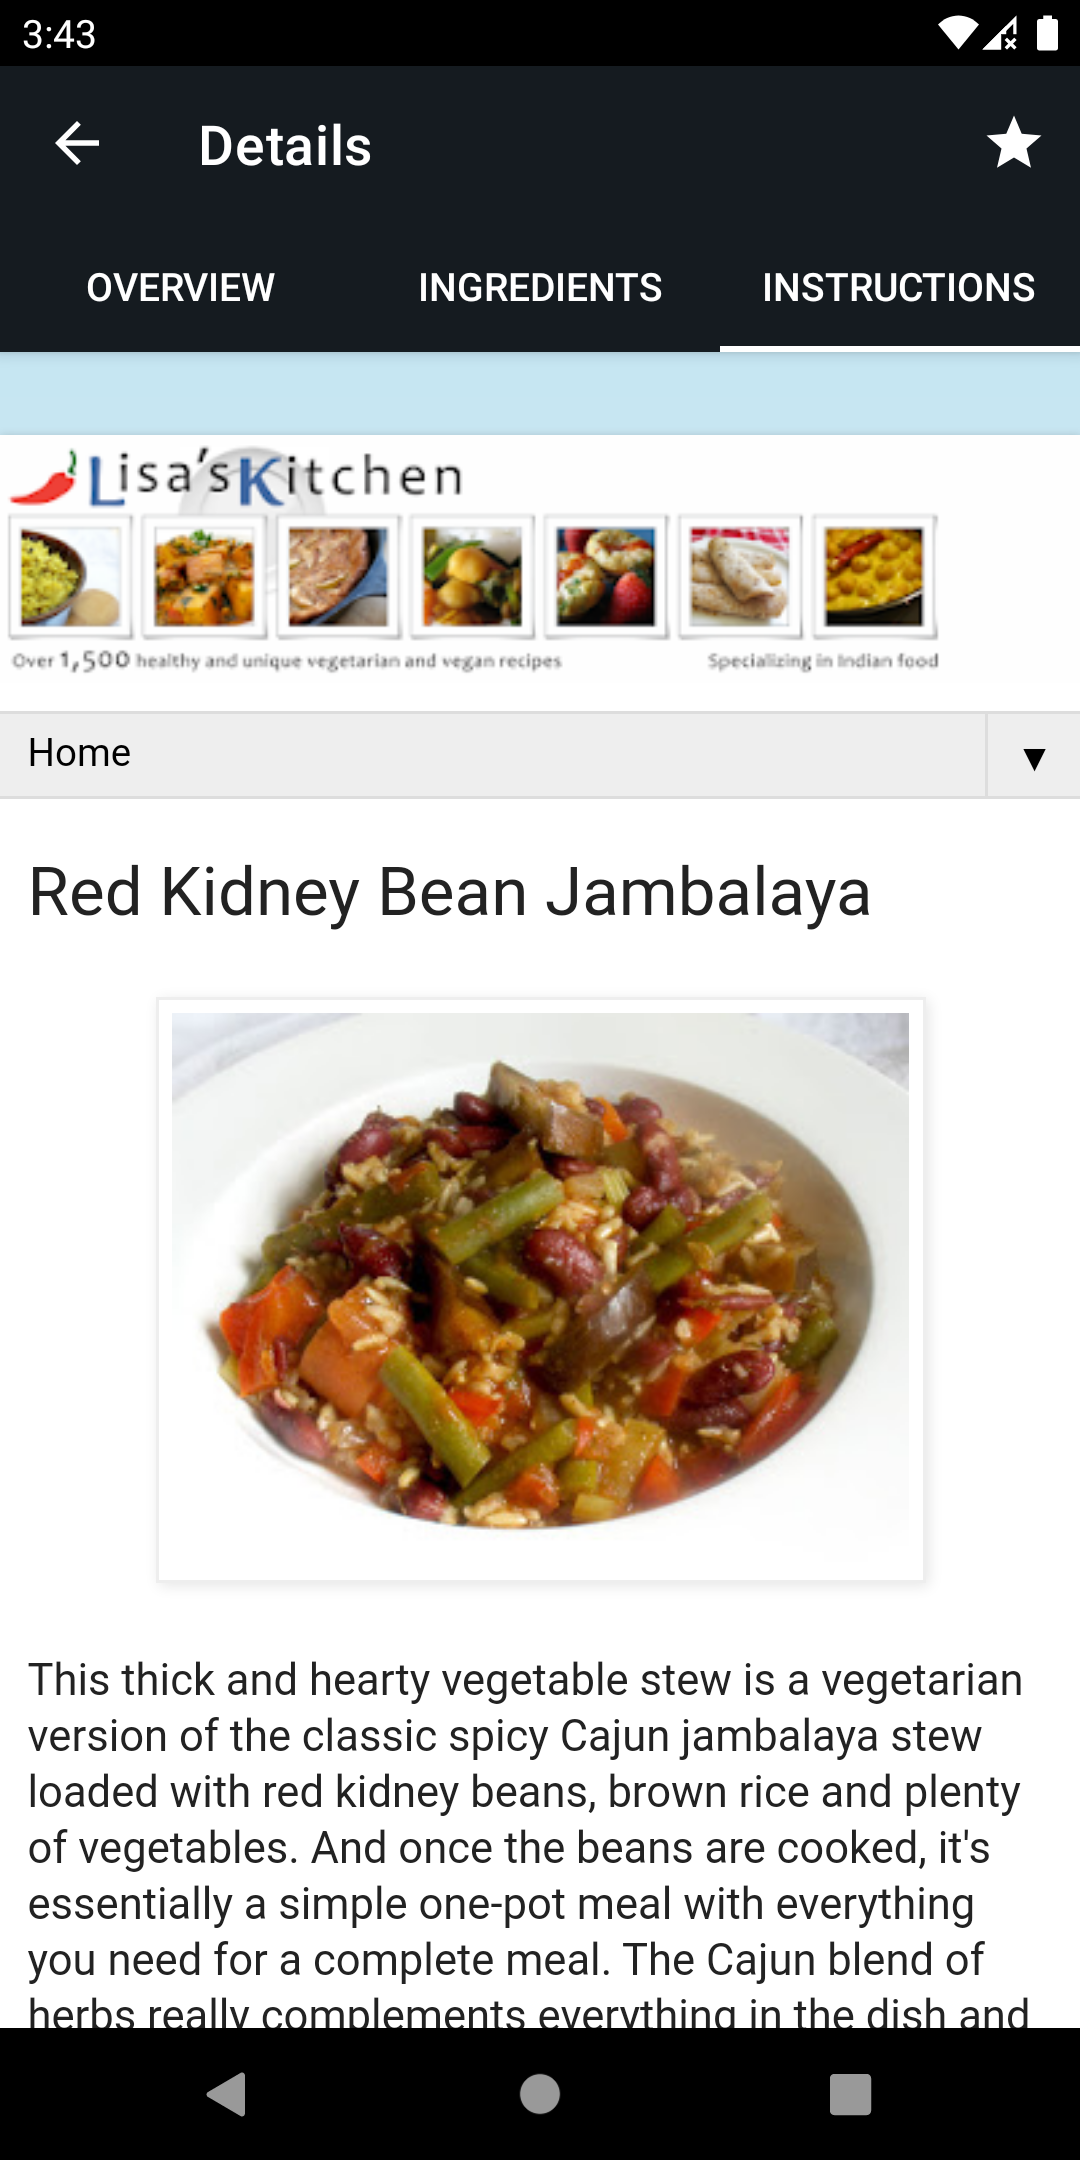 3:43
Details
OVERVIEW INGREDIENTS INSTRUCTIONS
Lisa'sKitchen
Over 1,500 healthy and unique vegetarian and vegan recipes Specializing in Indian food
Home ▼
Red Kidney Bean Jambalaya
This thick and hearty vegetable stew is a vegetarian
version of the classic spicy Cajun jambalaya stew
loaded with red kidney beans, brown rice and plenty
of vegetables. And once the beans are cooked, it's
essentially a simple one-pot meal with everything
you need for a complete meal. The Cajun blend of
herbs really complements everything in the dish and